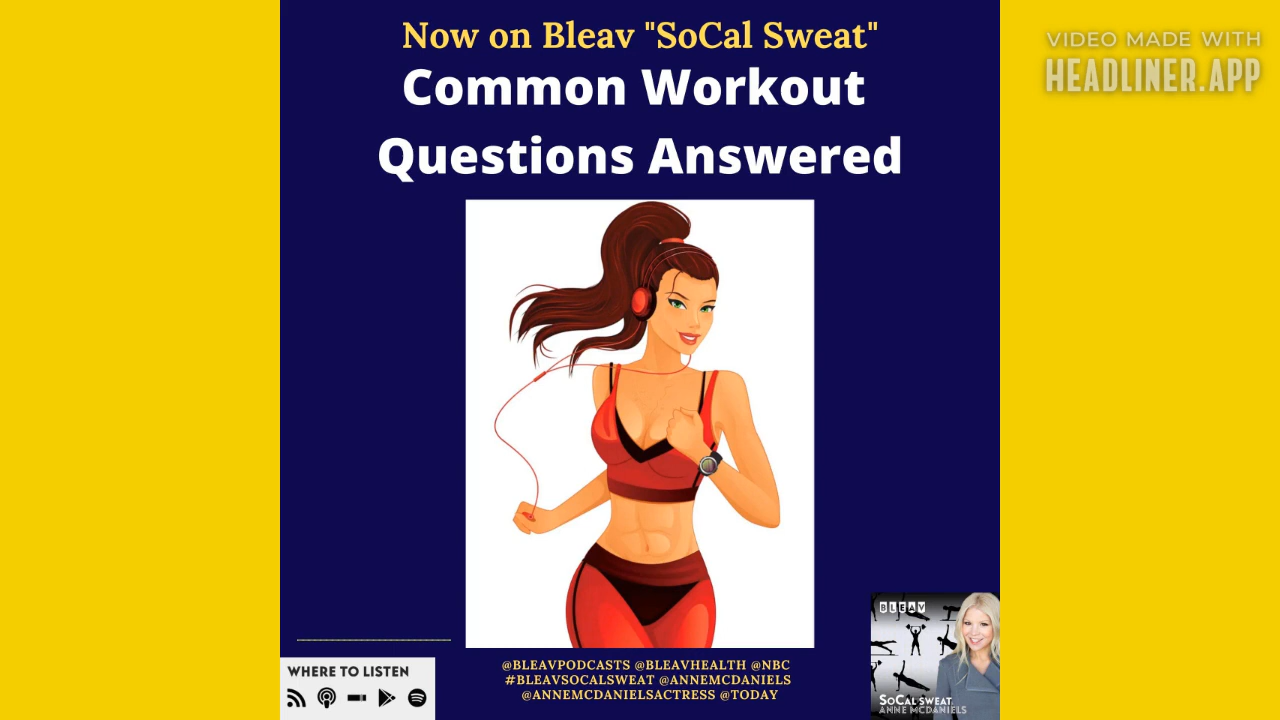 Now on Bleav "SoCal Sweat"
Common Workout
Questions Answered
VIDEO MADE WITH
HEADLINER.APP
WHERE TO LISTEN
@BLEAVPODCASTS @BLEAVHEALTH @NBC
#BLEAVSOCALSWEAT @ANNEMCDANIELS
@ANNEMCDANIELSACTRESS @TODAY
BLEAV
SOCAL SWEAT
ANNE MCDANIELS